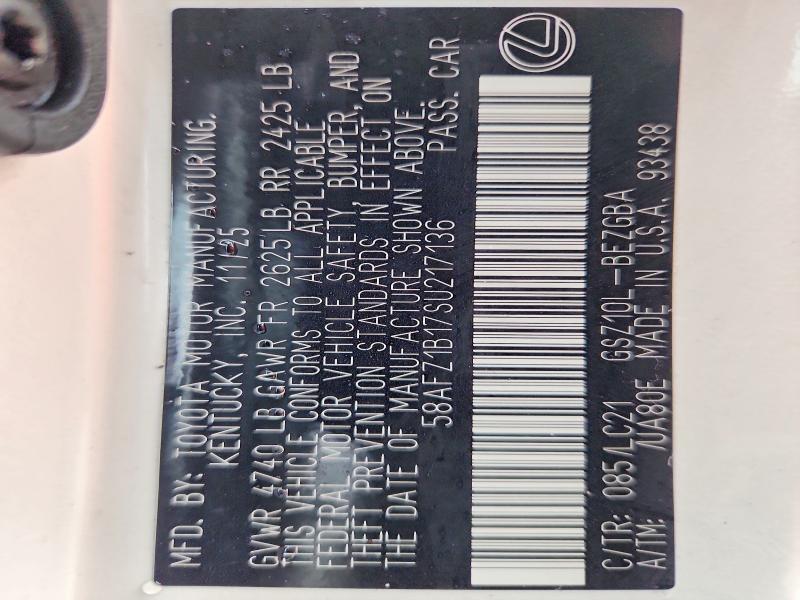 MFD. BY: TOYOTA MOTOR MANUFACTURING,
KENTUCKY, INC. 11/25
GVWR 4740 LB GAWR FR 2625 LB RR 2425 LB
THIS VEHICLE CONFORMS TO ALL APPLICABLE
FEDERAL MOTOR VEHICLE SAFETY, BUMPER, AND
THEFT PREVENTION STANDARDS IN EFFECT ON
THE DATE OF MANUFACTURE SHOWN ABOVE.
58AFZ1B17SU217136 PASS. CAR
C/TR: 085/LC21 GSZ10L-BEZGBA
A/TM: /UA80E MADE IN U.S.A. 93438